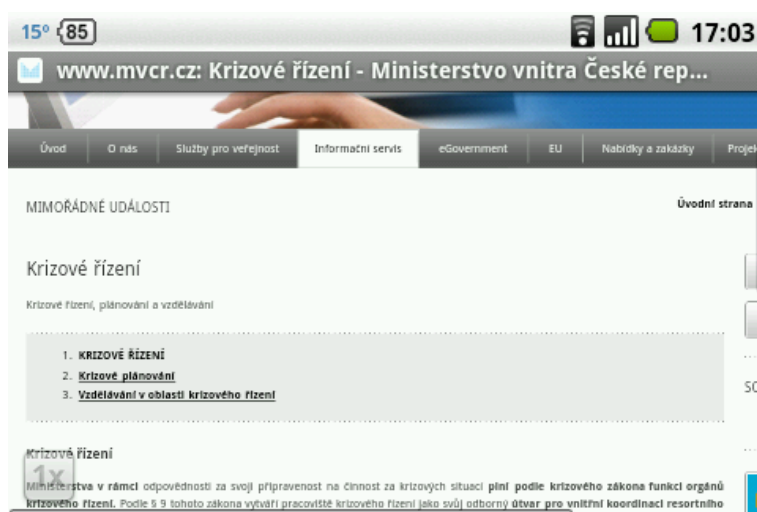 15° 85 17:03
www.mvcr.cz: Krizové řízení - Ministerstvo vnitra České rep...
Úvod O nás Služby pro veřejnost Informační servis eGovernment EU Nabídky a zakázky Projek
MIMOŘÁDNÉ UDÁLOSTI Úvodní strana
Krizové řízení
Krizové řízení, plánování a vzdělávání
1. KRIZOVÉ ŘÍZENÍ
2. Krizové plánování
3. Vzdělávání v oblasti krizového řízení
SO
Krizové řízení
1x
Ministerstva v rámci odpovědnosti za svoji připravenost na činnost za krizových situací plní podle krizového zákona funkci orgánů
krizového řízení. Podle § 9 tohoto zákona vytváří pracoviště krizového řízení jako svůj odborný útvar pro vnitřní koordinaci resortního